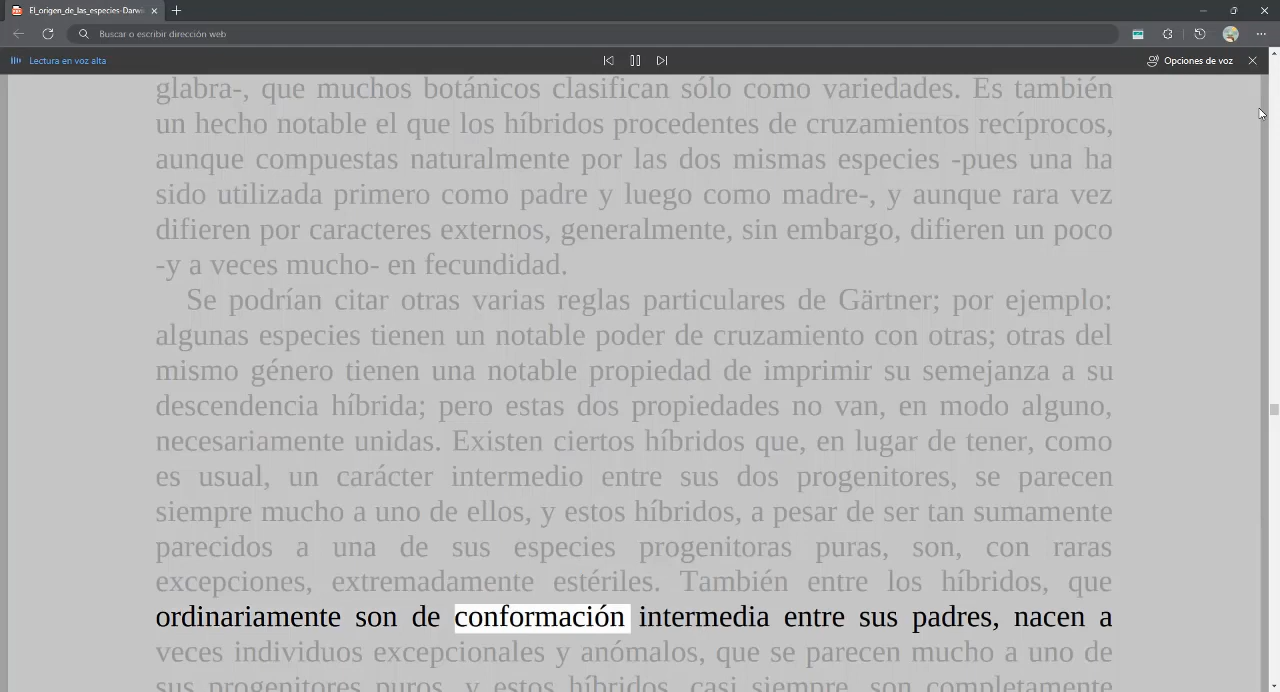 El_origen_de_las_especies-Darwi
Buscar o escribir dirección web
Lectura en voz alta
Opciones de voz
glabra-, que muchos botánicos clasifican sólo como variedades. Es también
un hecho notable el que los híbridos procedentes de cruzamientos recíprocos,
aunque compuestas naturalmente por las dos mismas especies -pues una ha
sido utilizada primero como padre y luego como madre-, y aunque rara vez
difieren por caracteres externos, generalmente, sin embargo, difieren un poco
-y a veces mucho- en fecundidad.
Se podrían citar otras varias reglas particulares de Gärtner; por ejemplo:
algunas especies tienen un notable poder de cruzamiento con otras; otras del
mismo género tienen una notable propiedad de imprimir su semejanza a su
descendencia híbrida; pero estas dos propiedades no van, en modo alguno,
necesariamente unidas. Existen ciertos híbridos que, en lugar de tener, como
es usual, un carácter intermedio entre sus dos progenitores, se parecen
siempre mucho a uno de ellos, y estos híbridos, a pesar de ser tan sumamente
parecidos a una de sus especies progenitoras puras, son, con raras
excepciones, extremadamente estériles. También entre los híbridos, que
ordinariamente son de conformación intermedia entre sus padres, nacen a
veces individuos excepcionales y anómalos, que se parecen mucho a uno de
sus progenitores puros, y estos híbridos, casi siempre, son completamente